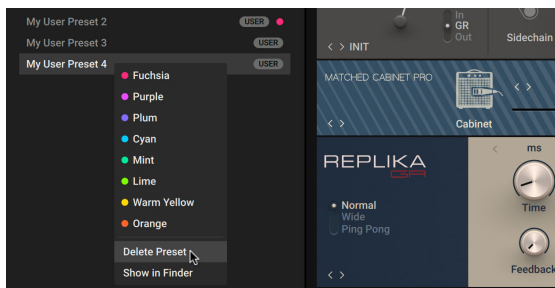 My User Preset 2 USER
My User Preset 3 USER
My User Preset 4 USER
Fuchsia
Purple
Plum
Cyan
Mint
Lime
Warm Yellow
Orange
Delete Preset
Show in Finder
In
GR
Out
Sidechain
< > INIT
MATCHED CABINET PRO
< >
< >
Cabinet
REPLIKA
GR
Normal
Wide
Ping Pong
< >
< ms
Time
Feedback